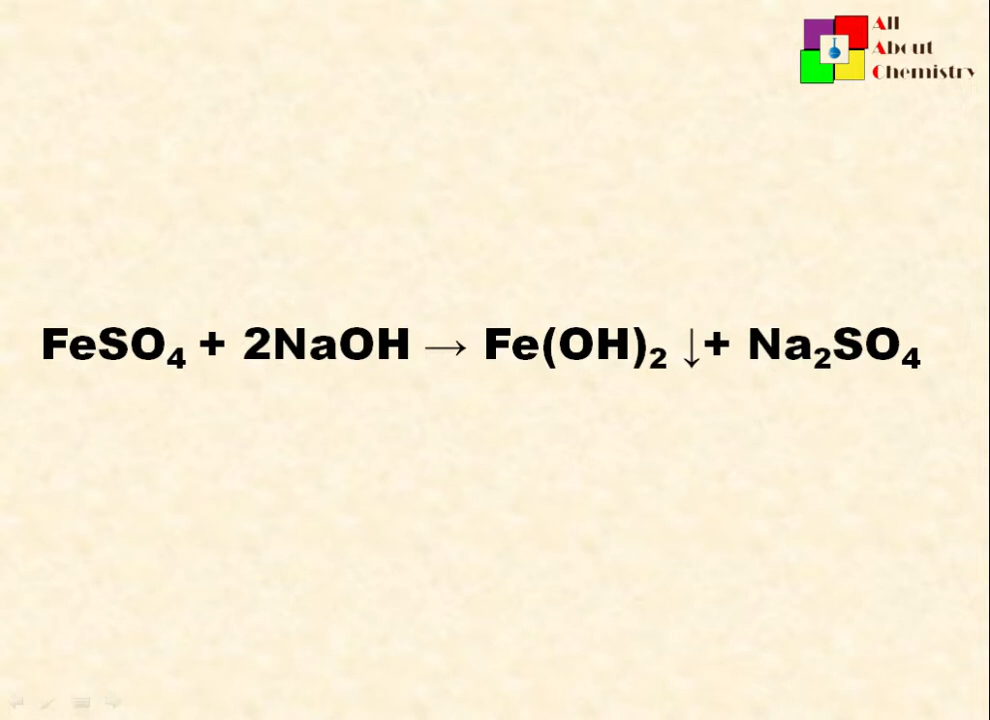 All
About
Chemistry
FeSO₄ + 2NaOH → Fe(OH)₂ ↓+ Na₂SO₄